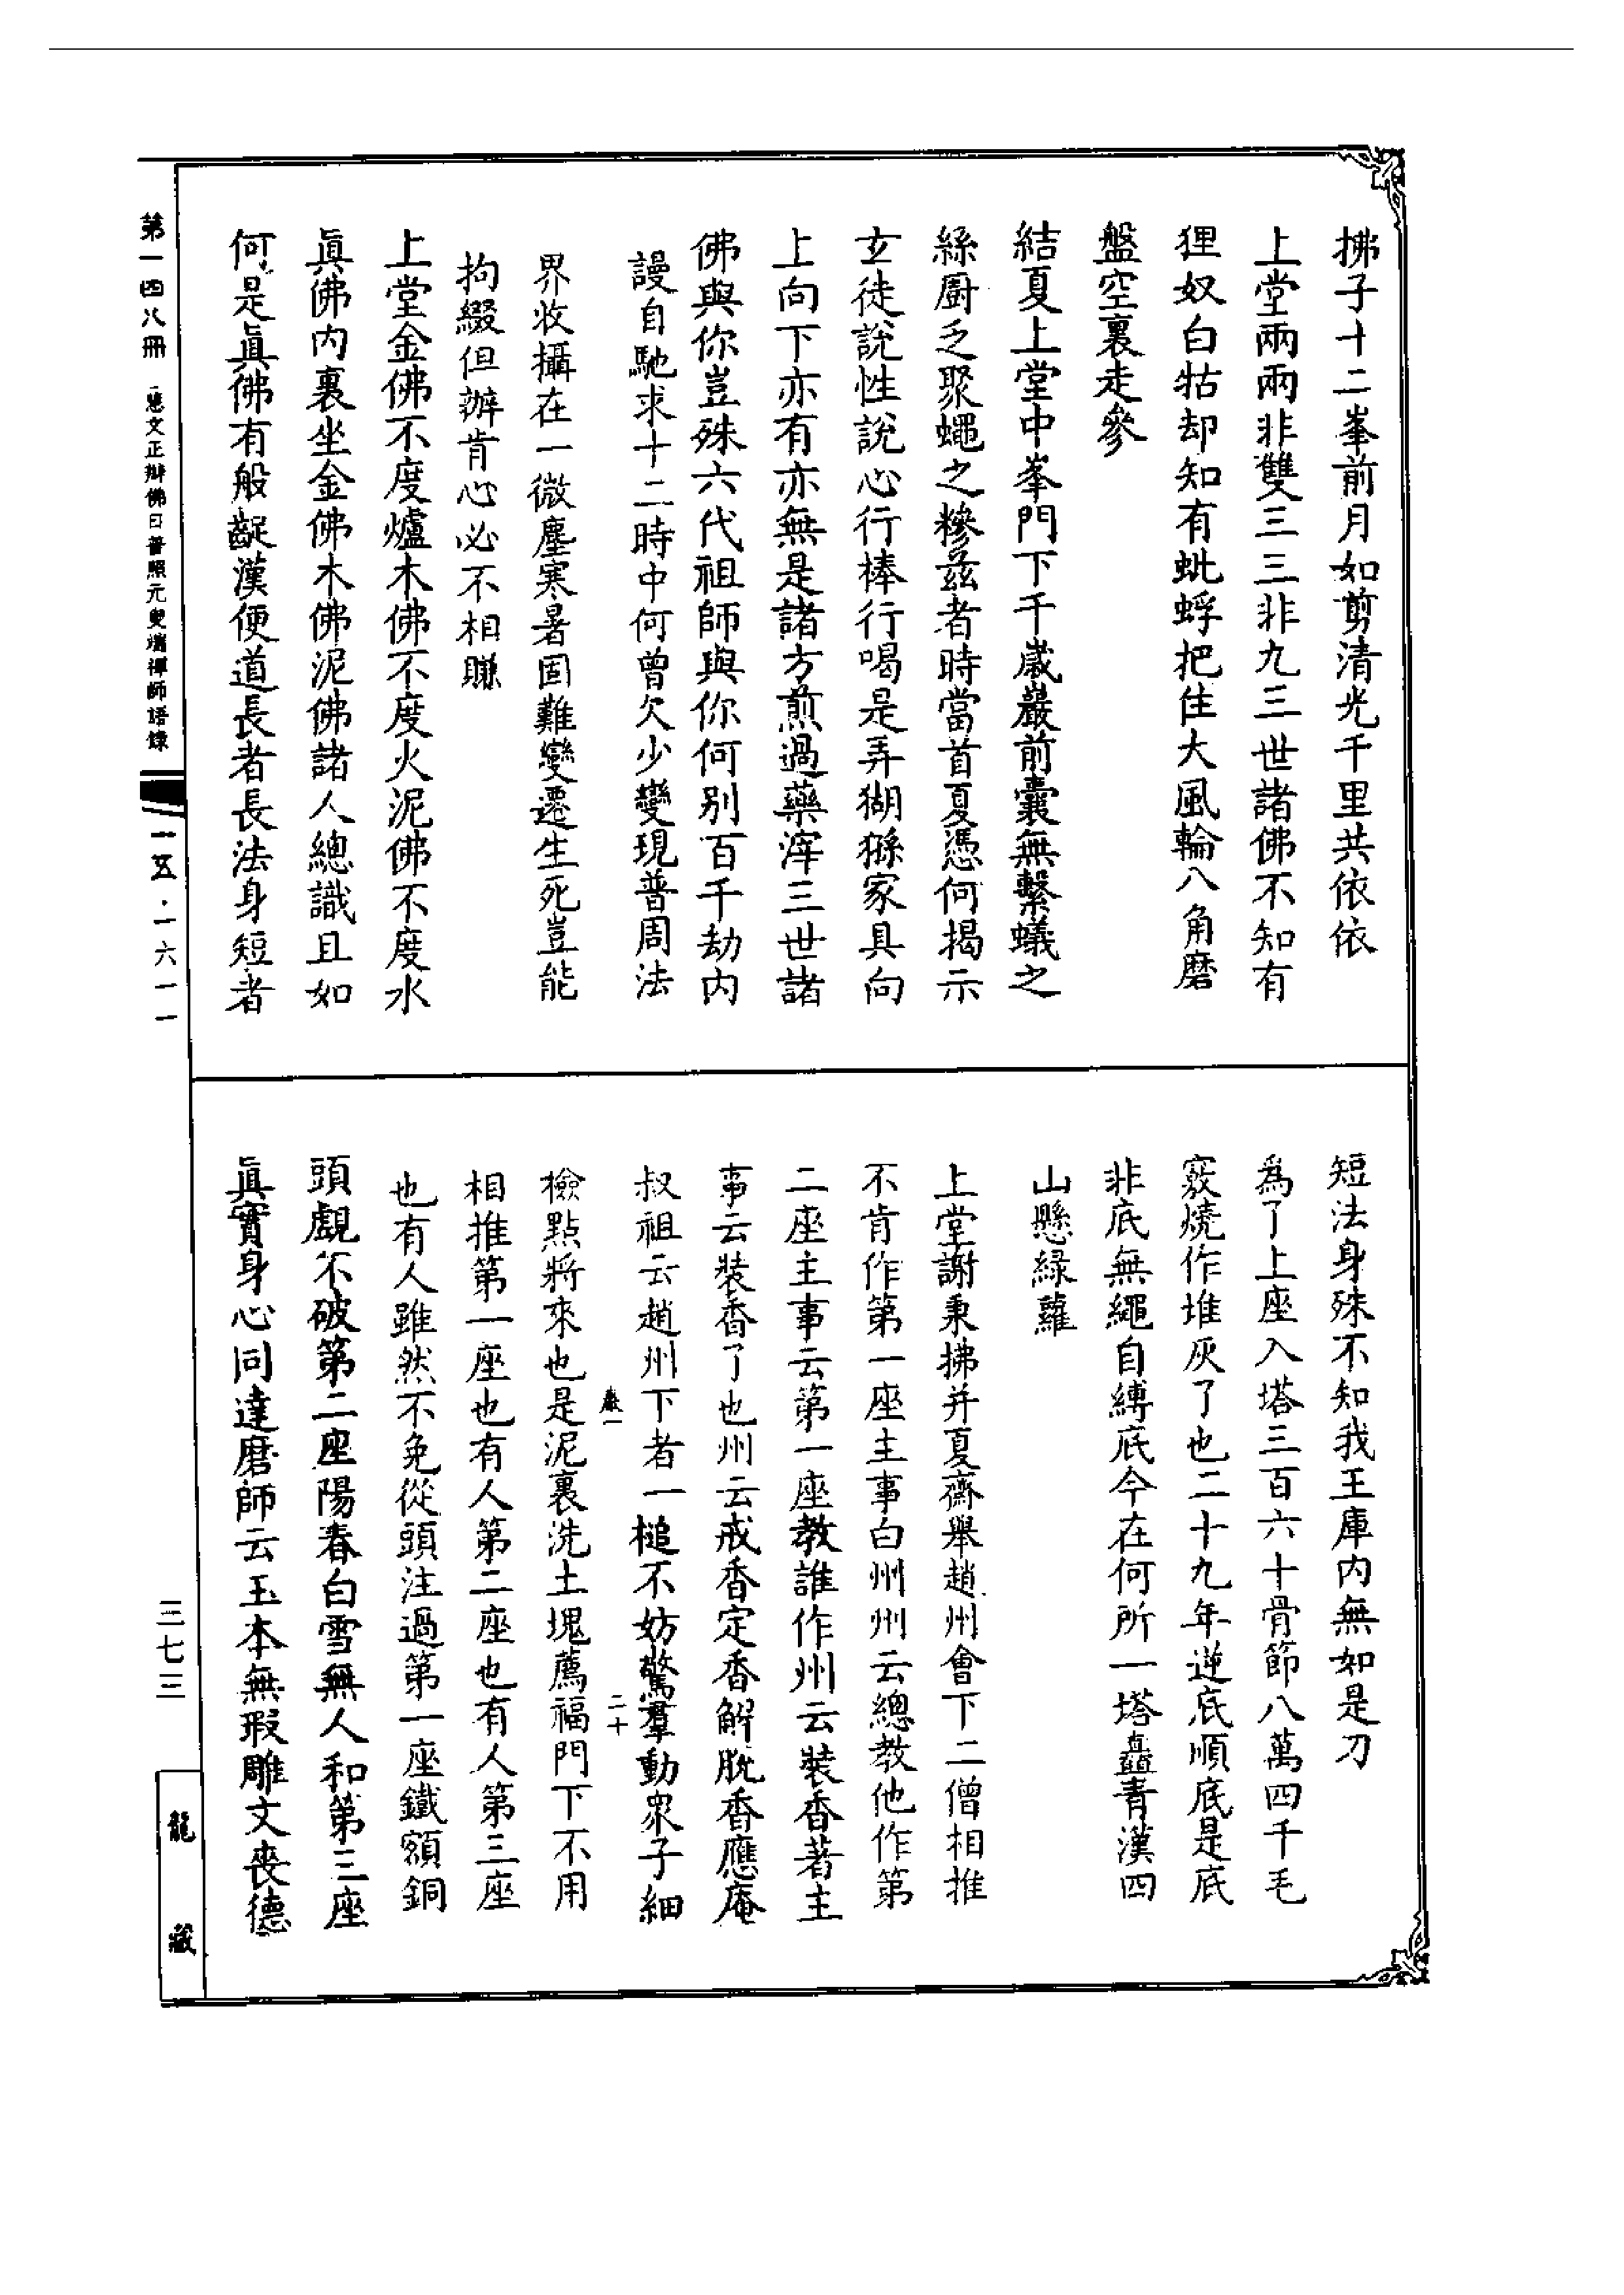 拂子十二峯前月如剪清光千里共依依
上堂兩兩非雙三三非九三世諸佛不知有
狸奴白牯却知有蚍蜉把住大風輪八角磨
盤空裏走參
結夏上堂中峯門下千歲巖前囊無繫蟻之
絲廚乏聚蠅之糝兹者時當首夏憑何揭示
玄徒說性說心行棒行喝是弄猢猻家具向
上向下亦有亦無是諸方煎過藥滓三世諸
佛與你豈殊六代祖師與你何别百千劫内
謾自馳求十二時中何曾欠少變現普周法
界收攝在一微塵寒暑固難變遷生死豈能
拘綴但辦肯心必不相賺
上堂金佛不度爐木佛不度火泥佛不度水
眞佛内裏坐金佛木佛泥佛諸人總識且如
何是眞佛有般齪漢便道長者長法身短者
短法身殊不知我王庫内無如是刀
為了上座入塔三百六十骨節八萬四千毛
竅燒作堆灰了也二十九年逆底順底是底
非底無繩自縛底今在何所一塔矗青漢四
山懸緑蘿
上堂謝秉拂并夏齋舉趙州會下二僧相推
不肯作第一座主事白州州云總教他作第
二座主事云第一座教誰作州云裝香著主
事云裝香了也州云戒香定香解脫香應庵
叔祖云趙州下者一槌不妨驚羣動衆子細
檢點將來也是泥裏洗土塊薦福門下不用
相推第一座也有人第二座也有人第三座
也有人雖然不免從頭注過第一座鐵額銅
頭覷不破第二座陽春白雪無人和第三座
眞實身心同達磨師云玉本無瑕雕文喪德
二十
第一四八冊
慧文正辯佛日普照元叟端禪師語錄
一五·一六一一
三七三
龍藏